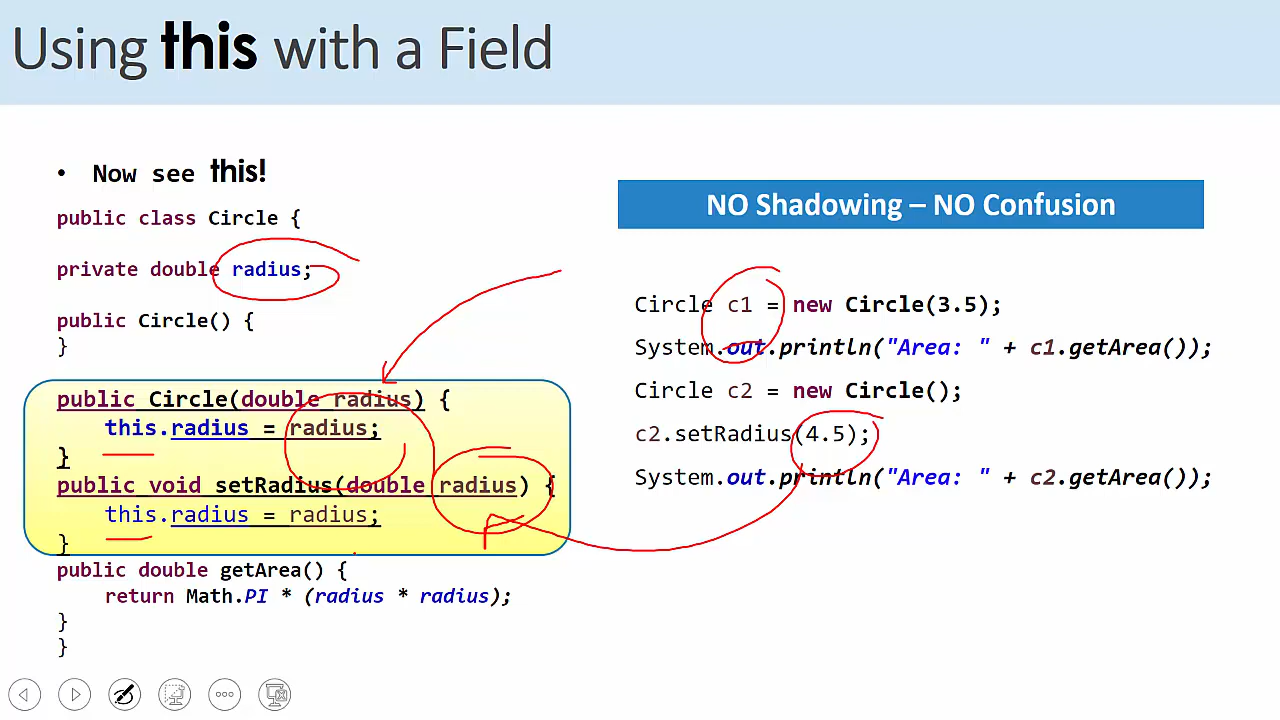 Using this with a Field
• Now see this!
public class Circle {
private double radius;
public Circle() {
}
public Circle(double radius) {
this.radius = radius;
}
public void setRadius(double radius) {
this.radius = radius;
}
public double getArea() {
return Math.PI * (radius * radius);
}
}
NO Shadowing – NO Confusion
Circle c1 = new Circle(3.5);
System.out.println("Area: " + c1.getArea());
Circle c2 = new Circle();
c2.setRadius(4.5);
System.out.println("Area: " + c2.getArea());